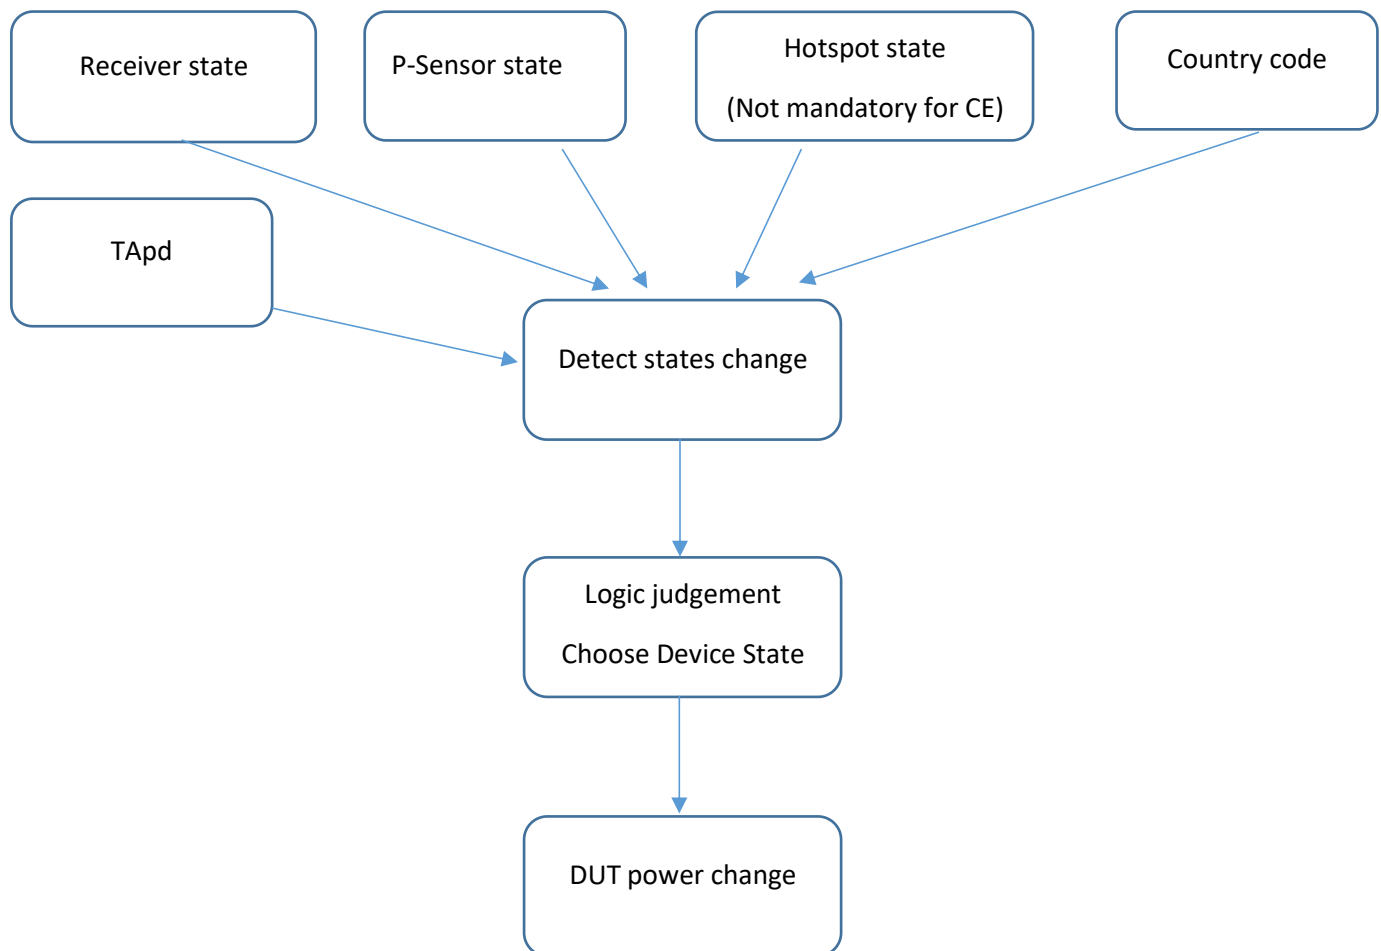 Receiver state
P-Sensor state
Hotspot state
(Not mandatory for CE)
Country code
TApd
Detect states change
Logic judgement
Choose Device State
DUT power change